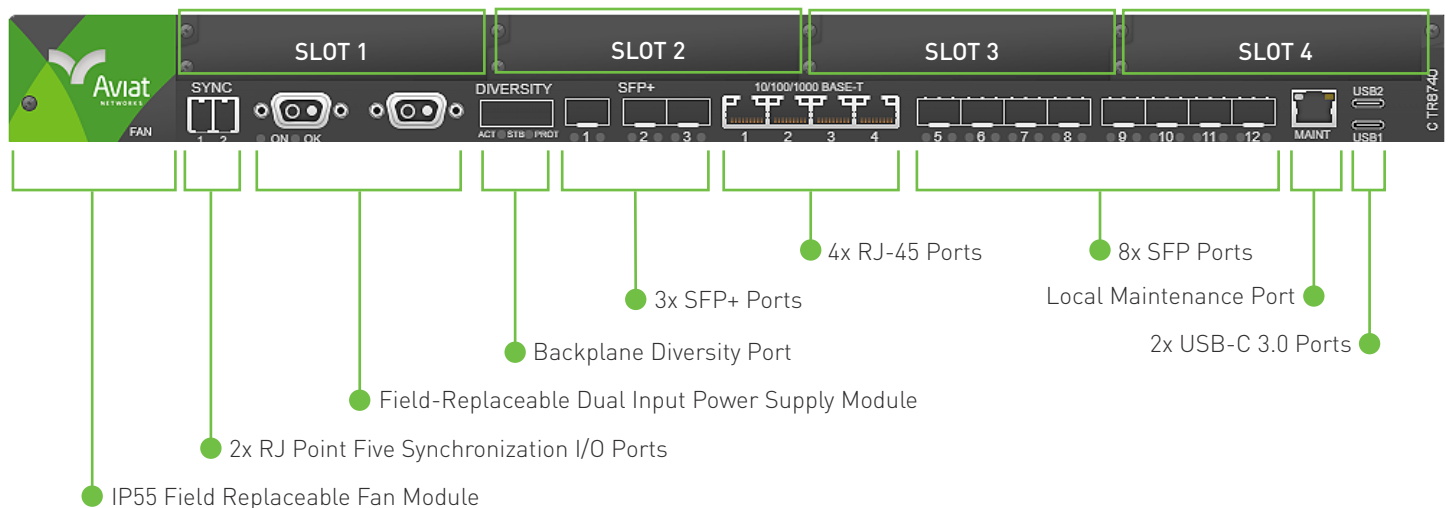 SLOT 1
SLOT 2
SLOT 3
SLOT 4
Aviat
NETWORKS
FAN
SYNC
1 2
ON OK
DIVERSITY
ACT STB PROT
SFP+
1 2 3
10/100/1000 BASE-T
1 2 3 4
5 6 7 8
9 10 11 12
MAINT
USB2
USB1
CTR8740
4x RJ-45 Ports
8x SFP Ports
3x SFP+ Ports
Local Maintenance Port
Backplane Diversity Port
2x USB-C 3.0 Ports
Field-Replaceable Dual Input Power Supply Module
2x RJ Point Five Synchronization I/O Ports
IP55 Field Replaceable Fan Module